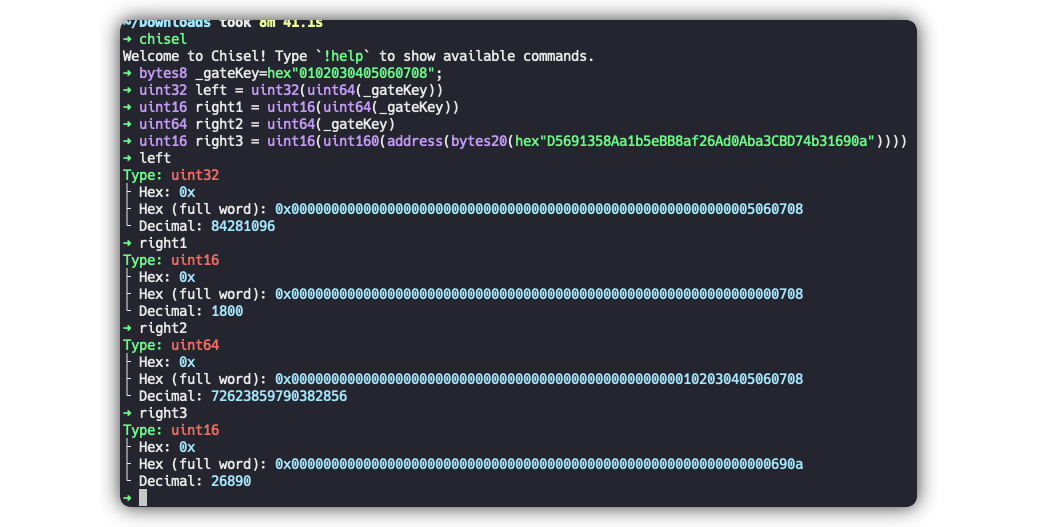 ~/Downloads took 8m 41.1s
➜ chisel
Welcome to Chisel! Type `!help` to show available commands.
➜ bytes8 _gateKey=hex"0102030405060708";
➜ uint32 left = uint32(uint64(_gateKey))
➜ uint16 right1 = uint16(uint64(_gateKey))
➜ uint64 right2 = uint64(_gateKey)
➜ uint16 right3 = uint16(uint160(address(bytes20(hex"D5691358Aa1b5eBB8af26Ad0Aba3CBD74b31690a"))))
➜ left
Type: uint32
├ Hex: 0x
├ Hex (full word): 0x0000000000000000000000000000000000000000000000000000000005060708
└ Decimal: 84281096
➜ right1
Type: uint16
├ Hex: 0x
├ Hex (full word): 0x0000000000000000000000000000000000000000000000000000000000000708
└ Decimal: 1800
➜ right2
Type: uint64
├ Hex: 0x
├ Hex (full word): 0x0000000000000000000000000000000000000000000000000102030405060708
└ Decimal: 72623859790382856
➜ right3
Type: uint16
├ Hex: 0x
├ Hex (full word): 0x000000000000000000000000000000000000000000000000000000000000690a
└ Decimal: 26890
➜